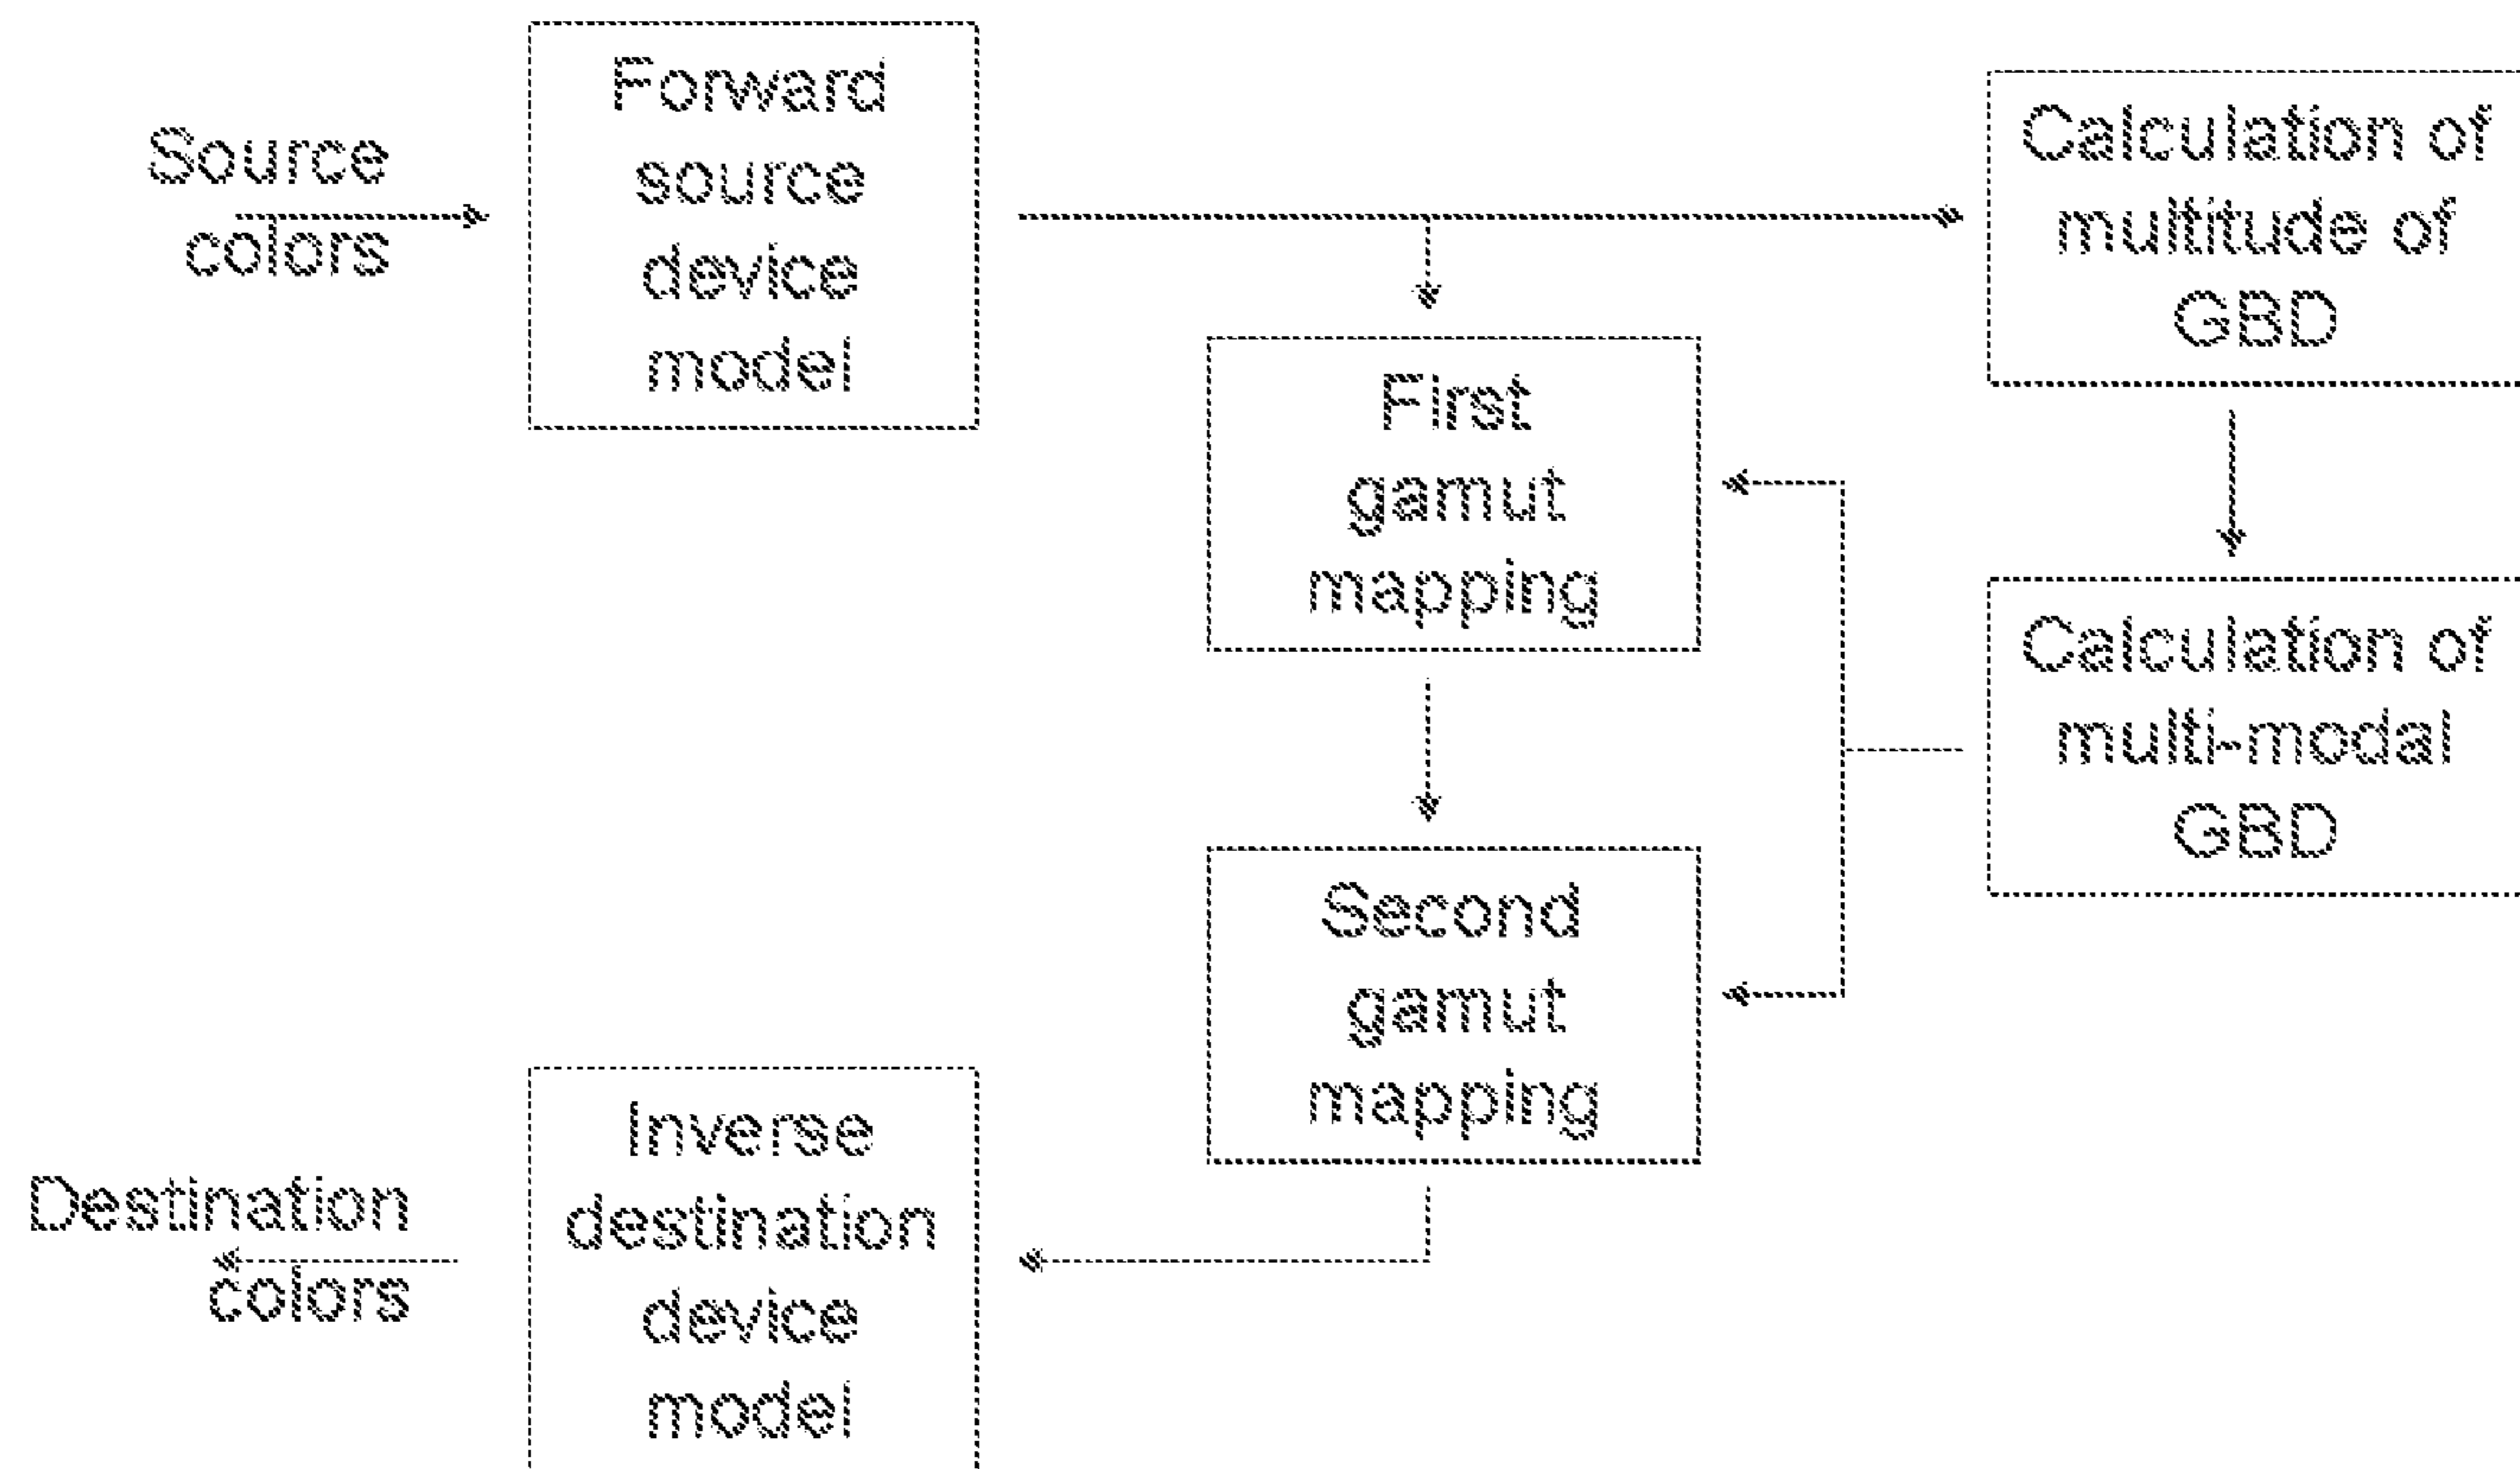 Source
colors
Forward
source
device
model
Calculation of
multitude of
GBD
First
gamut
mapping
Calculation of
multi-modal
GBD
Second
gamut
mapping
Inverse
destination
device
model
Destination
colors